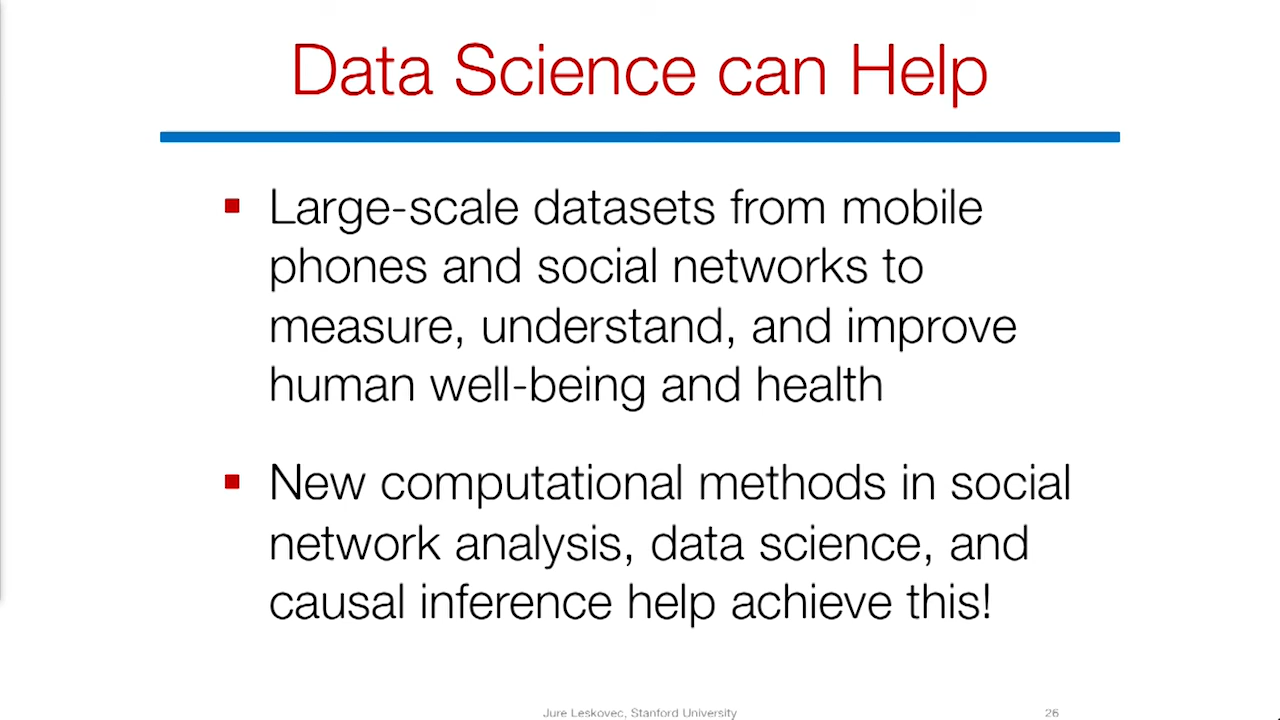 Data Science can Help
Large-scale datasets from mobile
phones and social networks to
measure, understand, and improve
human well-being and health
New computational methods in social
network analysis, data science, and
causal inference help achieve this!
Jure Leskovec, Stanford University
26